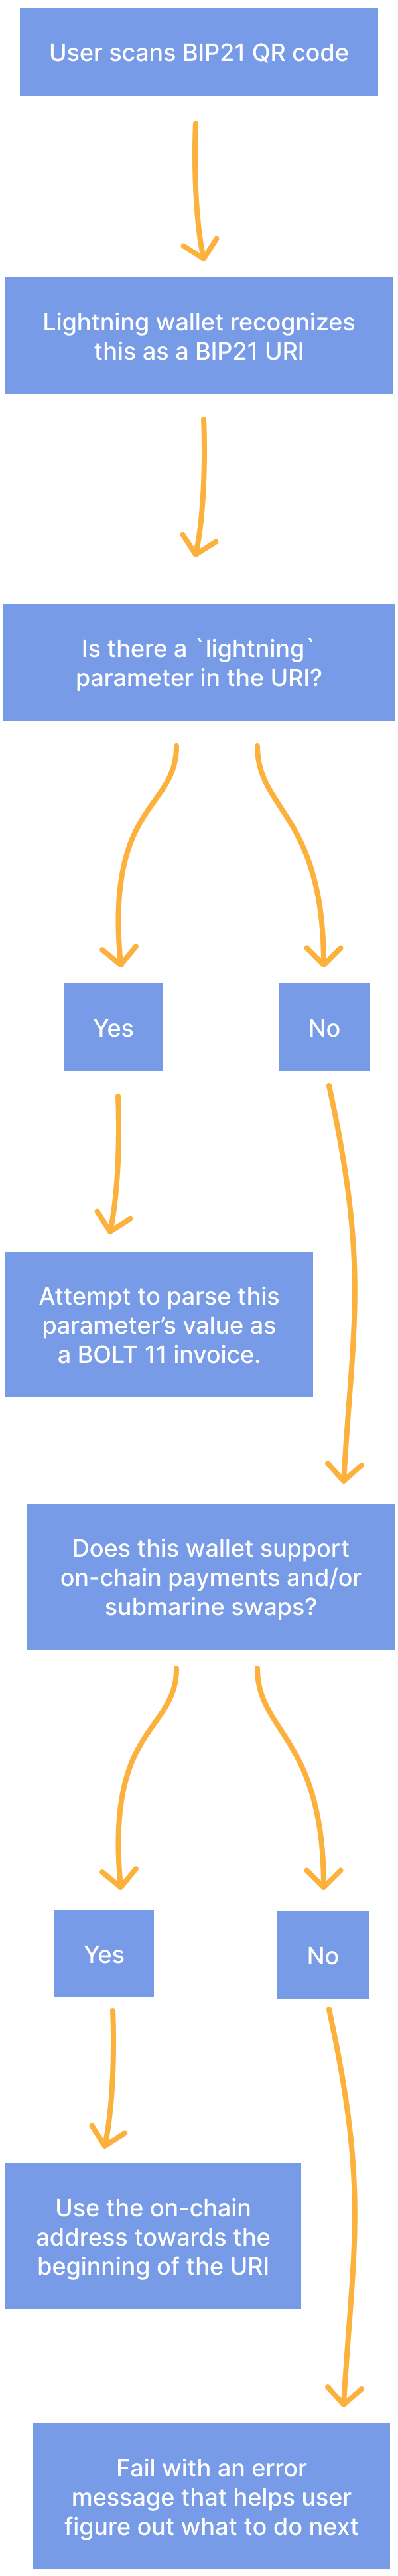 User scans BIP21 QR code
Lightning wallet recognizes
this as a BIP21 URI
Is there a `lightning`
parameter in the URI?
Yes
No
Attempt to parse this
parameter’s value as
a BOLT 11 invoice.
Does this wallet support
on-chain payments and/or
submarine swaps?
Yes
No
Use the on-chain
address towards the
beginning of the URI
Fail with an error
message that helps user
figure out what to do next